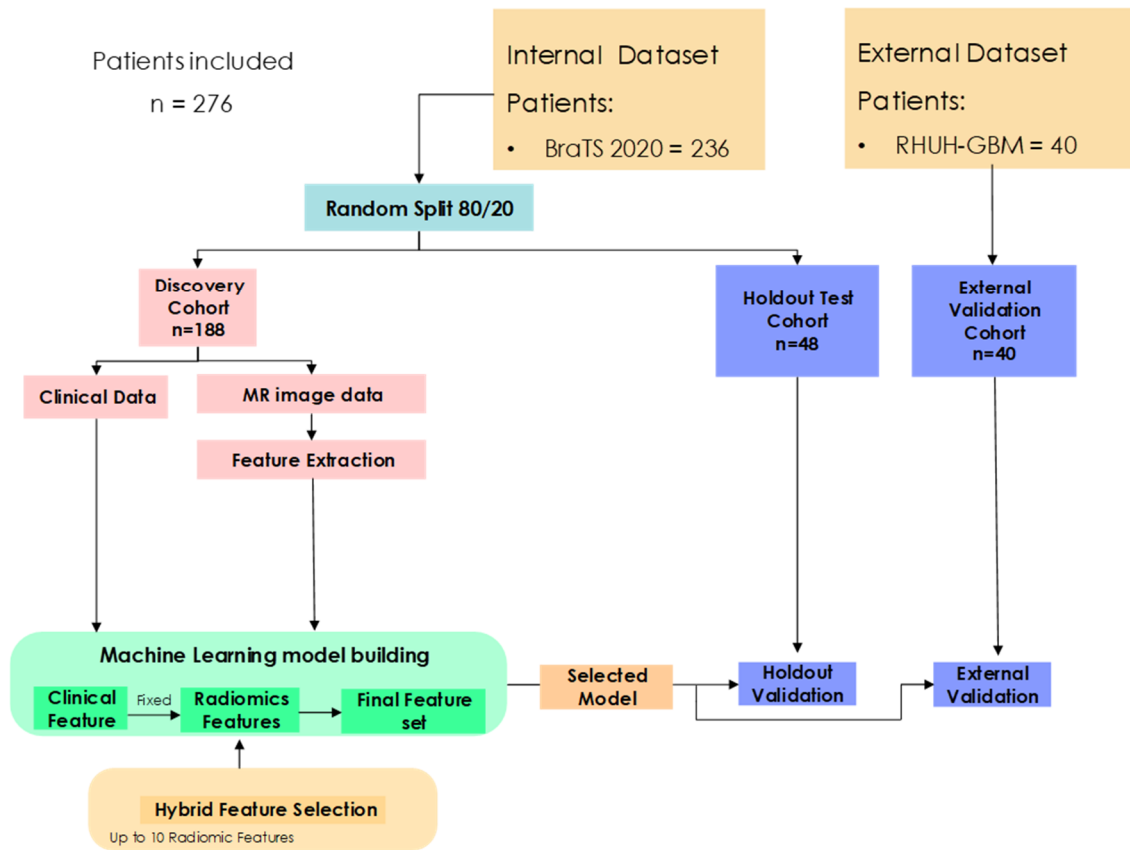 Patients included
n = 276
Internal Dataset
Patients:
• BraTS 2020 = 236
External Dataset
Patients:
• RHUH-GBM = 40
Random Split 80/20
Discovery
Cohort
n=188
Holdout Test
Cohort
n=48
External
Validation
Cohort
n=40
Clinical Data
MR image data
Feature Extraction
Machine Learning model building
Clinical
Feature
Fixed
Radiomics
Features
Final Feature
set
Selected
Model
Holdout
Validation
External
Validation
Hybrid Feature Selection
Up to 10 Radiomic Features